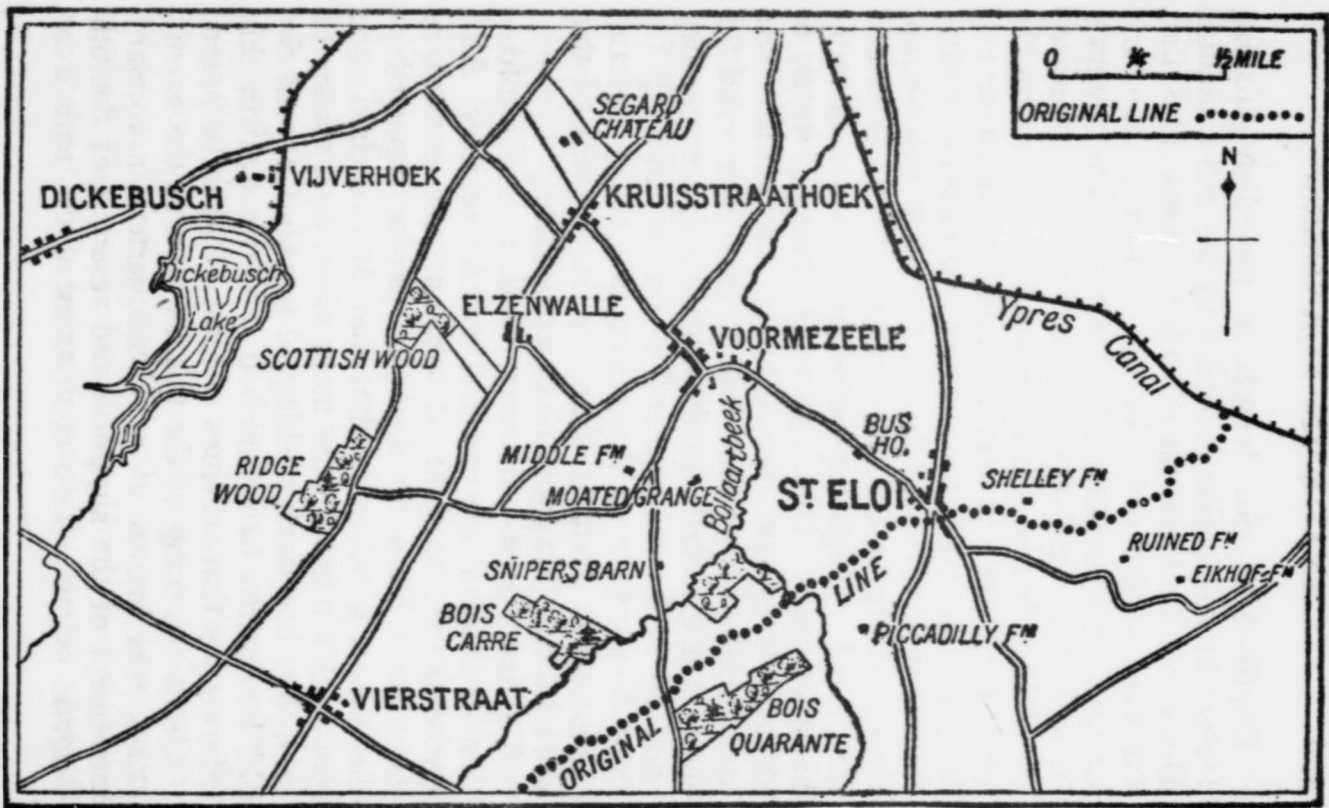 0 ¼ ½ MILE
ORIGINAL LINE
N
SEGARD
CHATEAU
VIJVERHOEK
DICKEBUSCH
KRUISSTRAATHOEK
Dickebusch
Lake
ELZENWALLE
VOORMEZEELE
Ypres
Canal
SCOTTISH WOOD
Bollaartbeek
BUS
HO.
RIDGE
WOOD
MIDDLE FM
MOATED GRANGE
ST ELOI
SHELLEY FM
RUINED FM
EIKHOF FM
SNIPERS BARN
BOIS
CARRE
PICCADILLY FM
VIERSTRAAT
BOIS
QUARANTE
ORIGINAL LINE